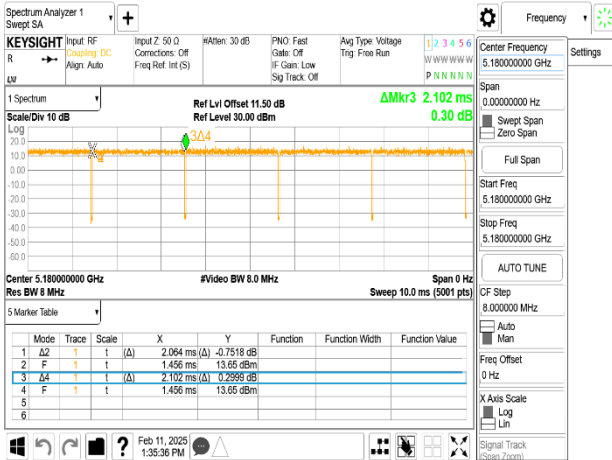 Spectrum Analyzer 1
Swept SA
Frequency
KEYSIGHT
R
Input: RF
Coupling: DC
Align: Auto
Input Z: 50 Ω
Corrections: Off
Freq Ref: Int (S)
#Atten: 30 dB
PNO: Fast
Gate: Off
IF Gain: Low
Sig Track: Off
Avg Type: Voltage
Trig: Free Run
1 2 3 4 5 6
W W W W W W
P N N N N N
1 Spectrum
Scale/Div 10 dB
Ref Lvl Offset 11.50 dB
Ref Level 30.00 dBm
ΔMkr3 2.102 ms
0.30 dB
Log
3Δ4
20.0
10.0
0.00
-10.0
-20.0
-30.0
-40.0
-50.0
-60.0
Center 5.180000000 GHz
Res BW 8 MHz
#Video BW 8.0 MHz
Span 0 Hz
Sweep 10.0 ms (5001 pts)
5 Marker Table
Mode Trace Scale X Y Function Function Width Function Value
1 Δ2 1 t (Δ) 2.064 ms (Δ) -0.7518 dB
2 F 1 t 1.456 ms 13.65 dBm
3 Δ4 1 t (Δ) 2.102 ms (Δ) 0.2999 dB
4 F 1 t 1.456 ms 13.65 dBm
5
6
Feb 11, 2025
1:35:36 PM
Center Frequency
5.180000000 GHz
Settings
Span
0.00000000 Hz
Swept Span
Zero Span
Full Span
Start Freq
5.180000000 GHz
Stop Freq
5.180000000 GHz
AUTO TUNE
CF Step
8.000000 MHz
Auto
Man
Freq Offset
0 Hz
X Axis Scale
Log
Lin
Signal Track
(Span Zoom)